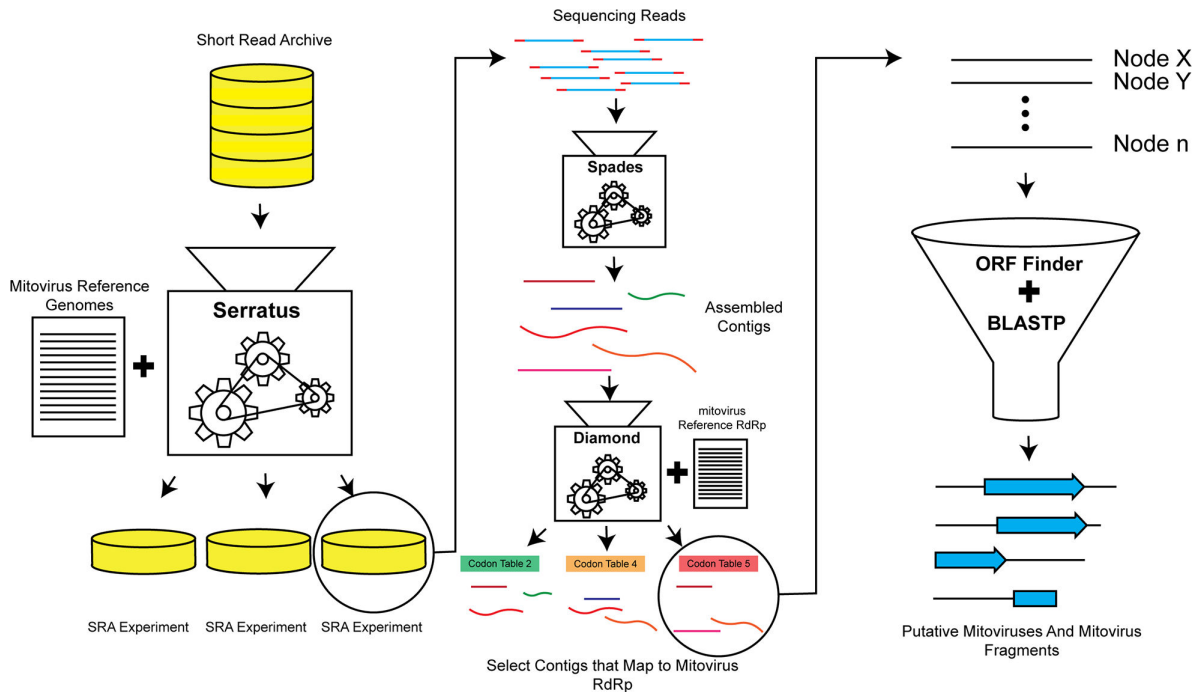 Short Read Archive
Mitovirus Reference
Genomes
Serratus
SRA Experiment
SRA Experiment
SRA Experiment
Sequencing Reads
Spades
Assembled
Contigs
mitovirus
Reference RdRp
Diamond
Codon Table 2
Codon Table 4
Codon Table 5
Select Contigs that Map to Mitovirus
RdRp
Node X
Node Y
Node n
ORF Finder
BLASTP
Putative Mitoviruses And Mitovirus
Fragments